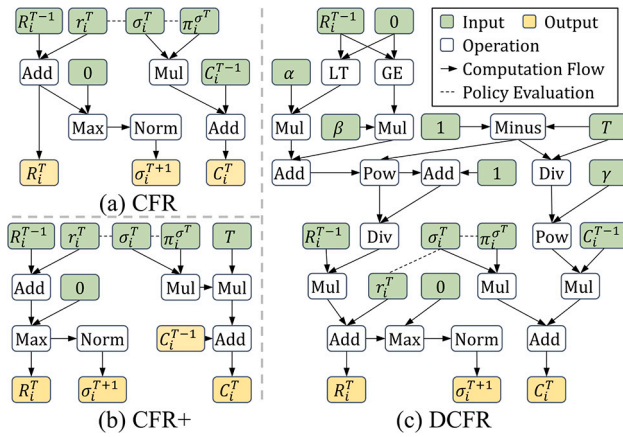 R_i^{T-1} r_i^T σ_i^T π_i^{σ^T}
Add 0 Mul C_i^{T-1}
Max Norm Add
R_i^T σ_i^{T+1} C_i^T
(a) CFR
R_i^{T-1} r_i^T σ_i^T π_i^{σ^T} T
Add 0 Mul Mul
Max Norm C_i^{T-1} Add
R_i^T σ_i^{T+1} C_i^T
(b) CFR+
R_i^{T-1} 0
α LT GE
Mul β Mul 1 Minus T
Add Pow Add 1 Div γ
R_i^{T-1} Div σ_i^T π_i^{σ^T} Pow C_i^{T-1}
Mul r_i^T 0 Mul Mul
Add Max Norm Add
R_i^T σ_i^{T+1} C_i^T
(c) DCFR
Input Output
Operation
Computation Flow
Policy Evaluation